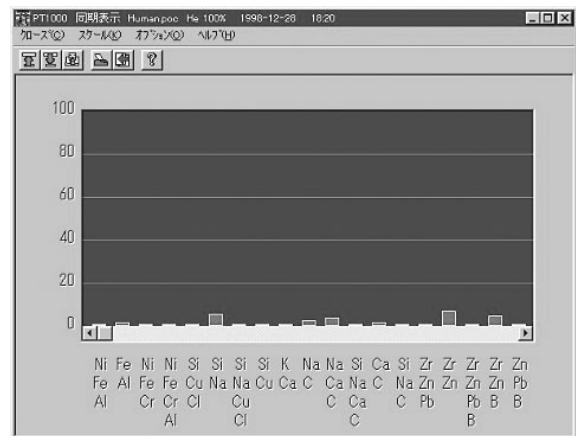 PT1000 同期表示 Human.poc He 100% 1998-12-28 18:20
ｸﾛｰｽﾞ(C) ｽｹｰﾙ(K) ｵﾌﾟｼｮﾝ(O) ﾍﾙﾌﾟ(H)
?
100
80
60
40
20
0
Ni Fe Ni Ni Si Si Si Si K Na Na Si Ca Si Zr Zr Zr Zr Zn
Fe Al Fe Fe Cu Na Na Cu Ca C Ca Na C Na Zn Zn Zn Zn Pb
Al Cr Cr Cl Cu C Ca C Pb Pb B B
Al Cl C B